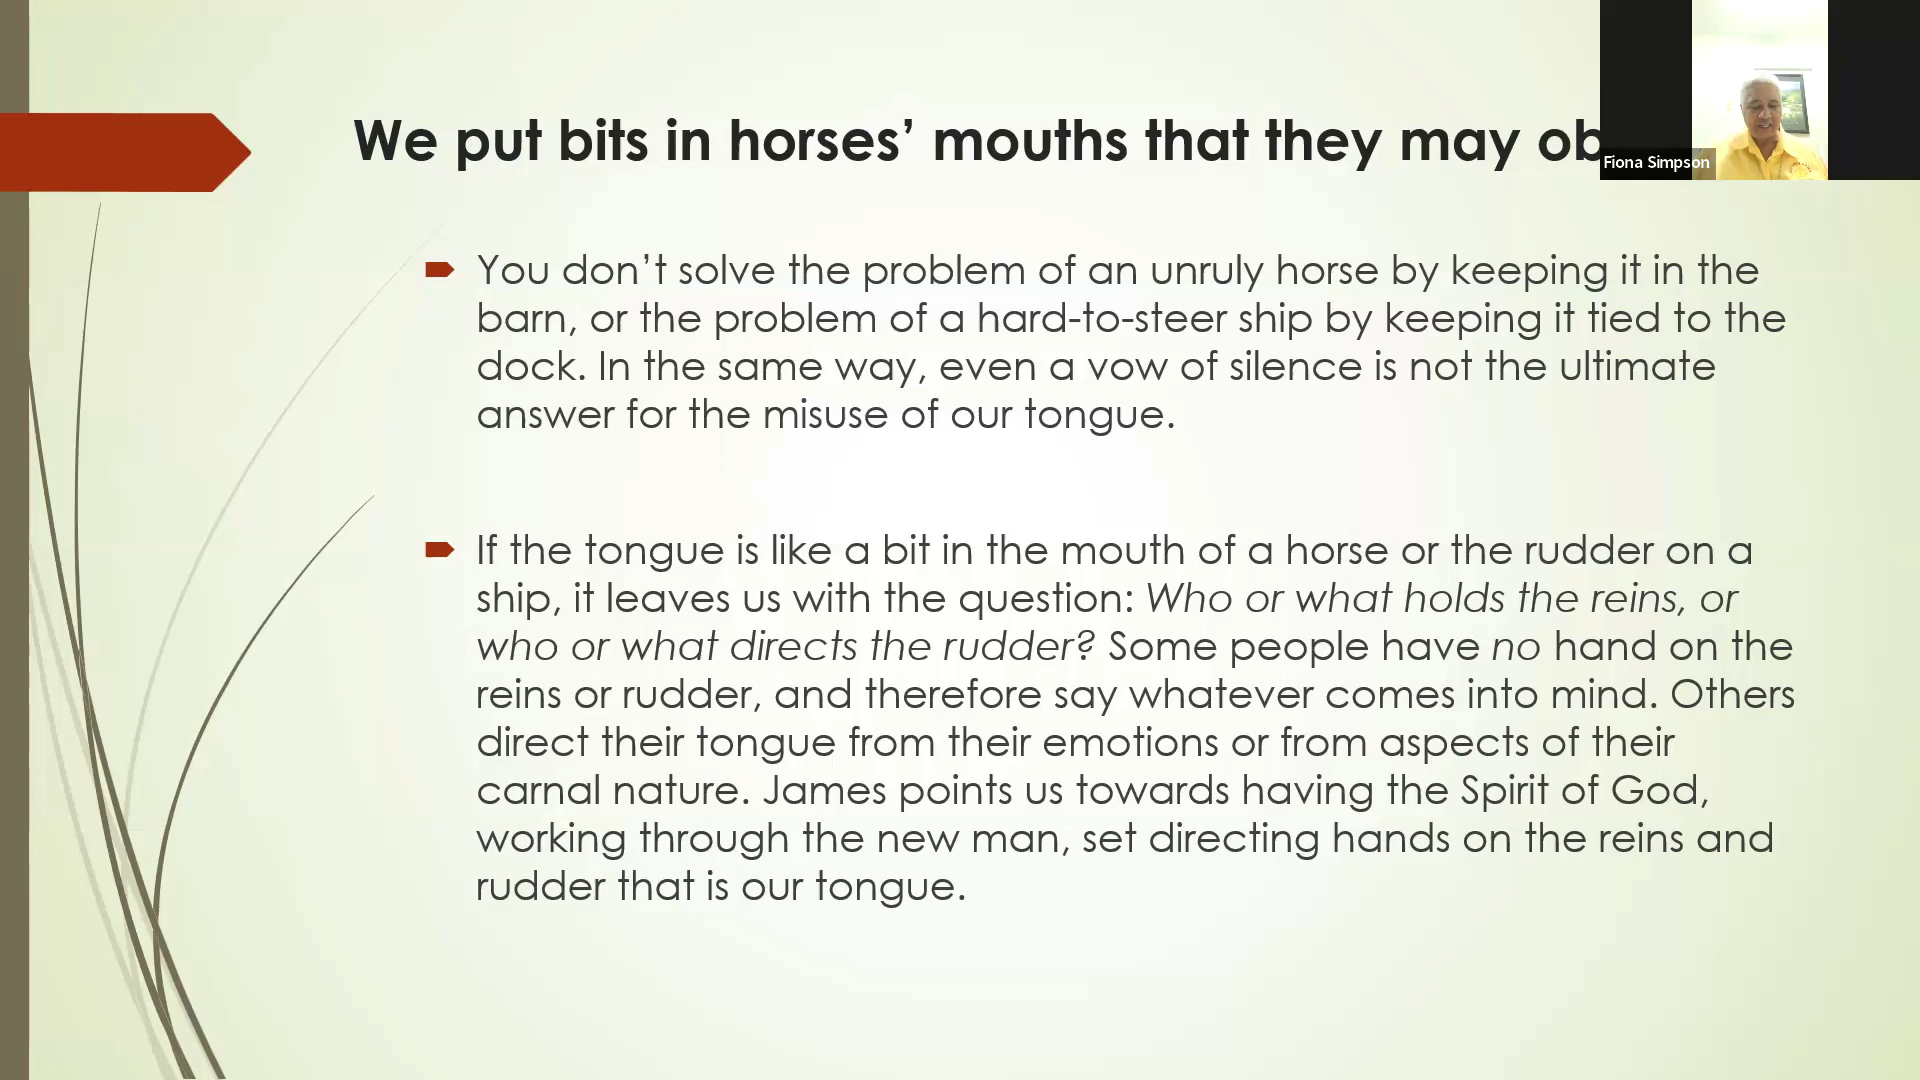 We put bits in horses’ mouths that they may ob
Fiona Simpson
You don’t solve the problem of an unruly horse by keeping it in the
barn, or the problem of a hard-to-steer ship by keeping it tied to the
dock. In the same way, even a vow of silence is not the ultimate
answer for the misuse of our tongue.
If the tongue is like a bit in the mouth of a horse or the rudder on a
ship, it leaves us with the question: Who or what holds the reins, or
who or what directs the rudder? Some people have no hand on the
reins or rudder, and therefore say whatever comes into mind. Others
direct their tongue from their emotions or from aspects of their
carnal nature. James points us towards having the Spirit of God,
working through the new man, set directing hands on the reins and
rudder that is our tongue.